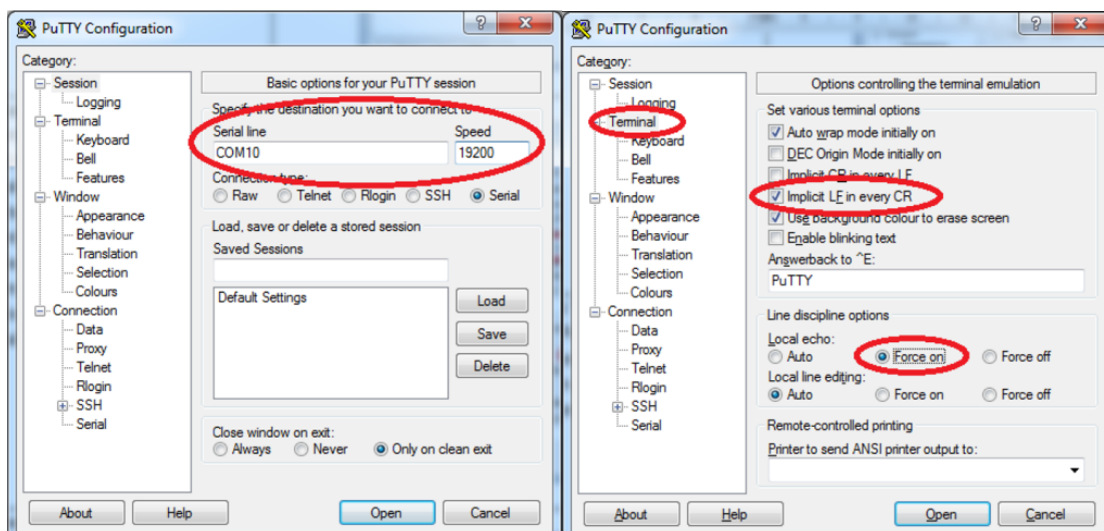 PuTTY Configuration
Category:
Session
Logging
Terminal
Keyboard
Bell
Features
Window
Appearance
Behaviour
Translation
Selection
Colours
Connection
Data
Proxy
Telnet
Rlogin
SSH
Serial
Basic options for your PuTTY session
Specify the destination you want to connect to
Serial line Speed
COM10 19200
Connection type:
Raw Telnet Rlogin SSH Serial
Load, save or delete a stored session
Saved Sessions
Default Settings
Load
Save
Delete
Close window on exit:
Always Never Only on clean exit
About Help Open Cancel
PuTTY Configuration
Category:
Session
Logging
Terminal
Keyboard
Bell
Features
Window
Appearance
Behaviour
Translation
Selection
Colours
Connection
Data
Proxy
Telnet
Rlogin
SSH
Serial
Options controlling the terminal emulation
Set various terminal options
Auto wrap mode initially on
DEC Origin Mode initially on
Implicit CR in every LF
Implicit LF in every CR
Use background colour to erase screen
Enable blinking text
Answerback to ^E:
PuTTY
Line discipline options
Local echo:
Auto Force on Force off
Local line editing:
Auto Force on Force off
Remote-controlled printing
Printer to send ANSI printer output to:
About Help Open Cancel